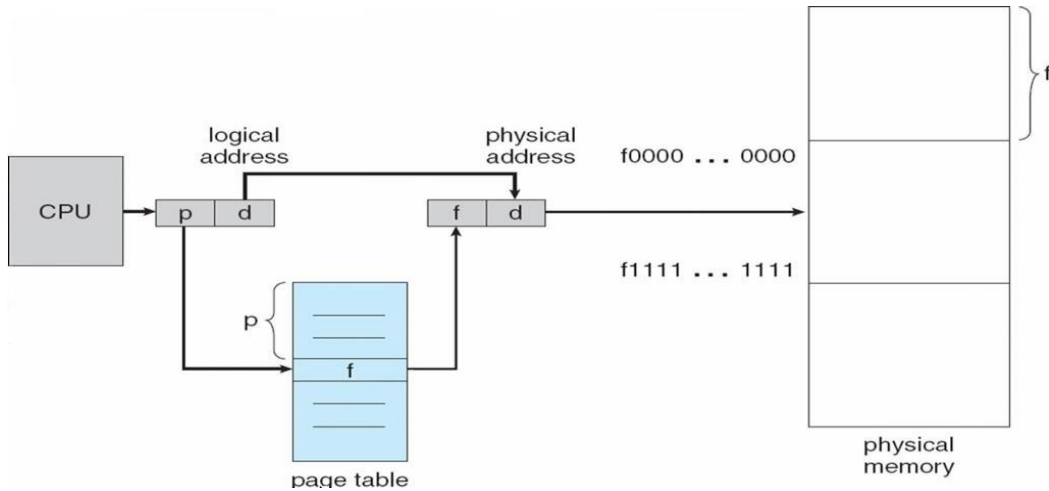 f
logical
address
physical
address
f0000 ... 0000
CPU
p
d
f
d
f1111 ... 1111
p
f
page table
physical
memory